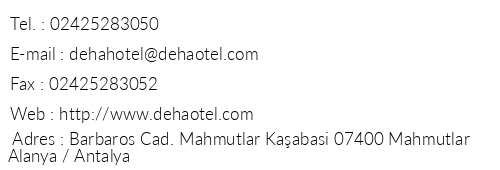 Tel. : 02425283050
E-mail : dehahotel@dehaotel.com
Fax : 02425283052
Web : http://www.dehaotel.com
Adres : Barbaros Cad. Mahmutlar Kaşabasi 07400 Mahmutlar
Alanya / Antalya